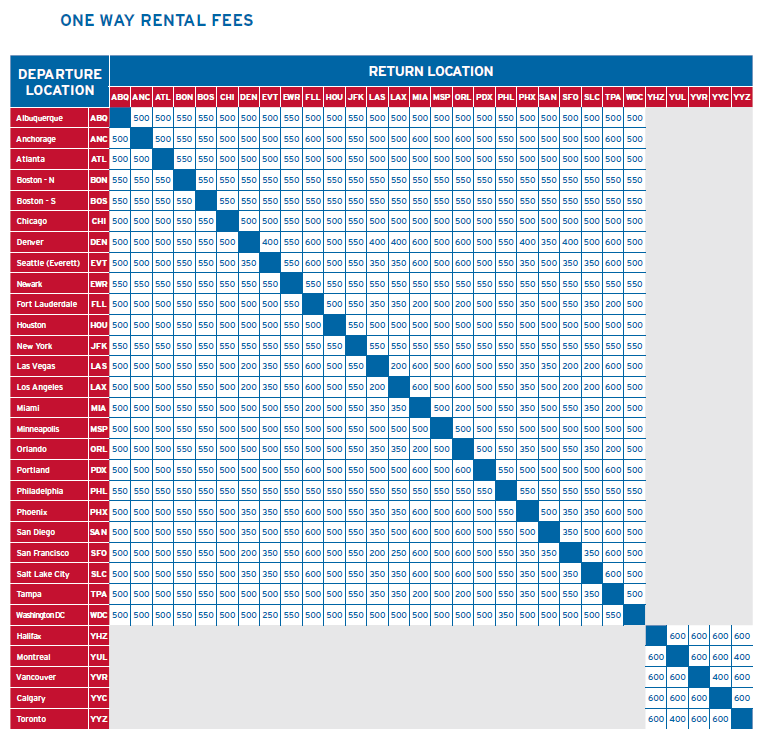 ONE WAY RENTAL FEES
DEPARTURE LOCATION RETURN LOCATION
ABQ ANC ATL BON BOS CHI DEN EVT EWR FLL HOU JFK LAS LAX MIA MSP ORL PDX PHL PHX SAN SFO SLC TPA WDC YHZ YUL YVR YYC YYZ
Albuquerque ABQ 500 500 550 550 500 500 500 550 500 500 550 500 500 500 500 500 500 550 500 500 500 500 500 500
Anchorage ANC 500 500 550 550 500 500 500 550 600 500 550 500 500 600 500 600 500 550 500 500 500 500 600 500
Atlanta ATL 500 500 550 550 500 500 500 550 500 500 550 500 500 500 500 500 500 550 500 500 500 500 500 500
Boston - N BON 550 550 550 550 550 550 550 550 550 550 550 550 550 550 550 550 550 550 550 550 550 550 550 550
Boston - S BOS 550 550 550 550 550 550 550 550 550 550 550 550 550 550 550 550 550 550 550 550 550 550 550 550
Chicago CHI 500 500 500 550 550 500 500 550 500 500 550 500 500 500 500 500 500 550 500 500 500 500 500 500
Denver DEN 500 500 500 550 550 500 400 550 600 500 550 400 400 600 500 600 500 550 400 350 400 500 600 500
Seattle (Everett) EVT 500 500 500 550 550 500 350 550 600 500 550 350 350 600 500 600 500 550 350 500 350 350 600 500
Newark EWR 550 550 550 550 550 550 550 550 550 550 550 550 550 550 550 550 550 550 550 550 550 550 550 550
Fort Lauderdale FLL 500 500 500 550 550 500 500 500 550 500 550 350 350 200 500 200 500 550 350 500 550 350 200 500
Houston HOU 500 500 500 550 550 500 500 500 550 500 550 500 500 500 500 500 500 550 500 500 500 500 500 500
New York JFK 550 550 550 550 550 550 550 550 550 550 550 550 550 550 550 550 550 550 550 550 550 550 550 550
Las Vegas LAS 500 500 500 550 550 500 200 350 550 600 500 550 200 600 500 600 500 550 350 350 200 200 600 500
Los Angeles LAX 500 500 500 550 550 500 200 350 550 600 500 550 200 600 500 600 500 550 350 500 200 200 600 500
Miami MIA 500 500 500 550 550 500 500 500 550 200 500 550 350 350 500 200 500 550 350 500 550 350 200 500
Minneapolis MSP 500 500 500 550 550 500 500 500 550 500 500 550 500 500 500 500 500 550 500 500 500 500 500 500
Orlando ORL 500 500 500 550 550 500 500 500 550 500 500 550 350 350 200 500 500 550 350 500 550 350 200 500
Portland PDX 500 500 500 550 550 500 500 500 550 600 500 550 500 500 600 500 600 550 500 500 500 500 600 500
Philadelphia PHL 550 550 550 550 550 550 550 550 550 550 550 550 550 550 550 550 550 550 550 550 550 550 550 550
Phoenix PHX 500 500 500 550 550 500 350 350 550 600 500 550 350 350 600 500 600 500 550 500 350 350 600 500
San Diego SAN 500 500 500 550 550 500 350 350 550 600 500 550 350 350 600 500 600 500 550 500 350 500 600 500
San Francisco SFO 500 500 500 550 550 500 200 350 550 600 500 550 200 250 600 500 600 500 550 350 350 350 600 500
Salt Lake City SLC 500 500 500 550 550 500 350 350 550 600 500 550 350 350 600 500 600 500 550 350 500 350 600 500
Tampa TPA 500 500 500 550 550 500 500 500 550 500 500 550 350 350 200 500 200 500 550 350 500 550 350 500
Washington DC WDC 500 500 500 550 550 500 500 250 550 500 500 550 500 500 500 500 500 500 350 500 500 500 500 550
Halifax YHZ 600 600 600 600
Montreal YUL 600 600 600 400
Vancouver YVR 600 600 400 600
Calgary YYC 600 600 600 600
Toronto YYZ 600 400 600 600